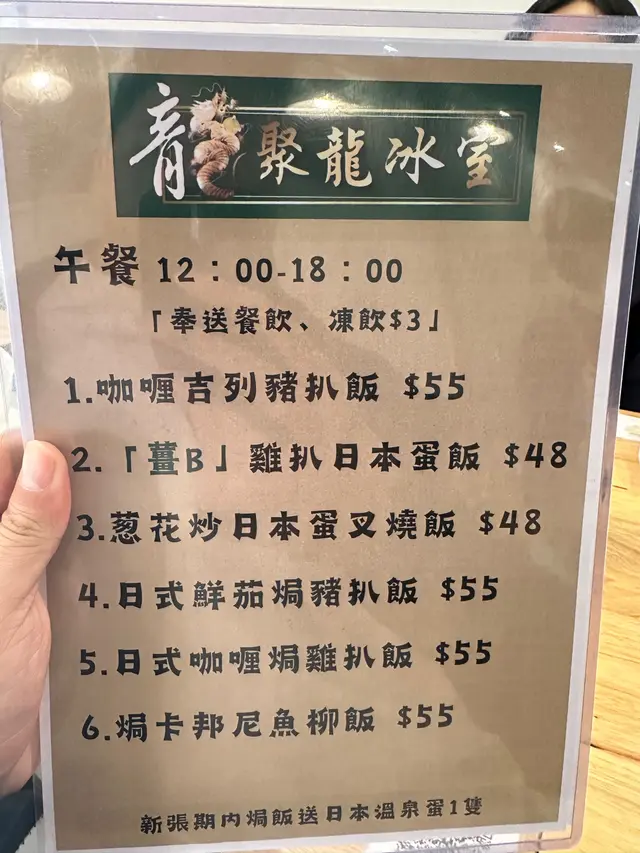 龍 聚龍冰室
午餐 12：00-18：00
「奉送餐飲、凍飲$3」
1.咖喱吉列豬扒飯 $55
2.「薑B」雞扒日本蛋飯 $48
3.葱花炒日本蛋叉燒飯 $48
4.日式鮮茄焗豬扒飯 $55
5.日式咖喱焗雞扒飯 $55
6.焗卡邦尼魚柳飯 $55
新張期內焗飯送日本溫泉蛋1隻